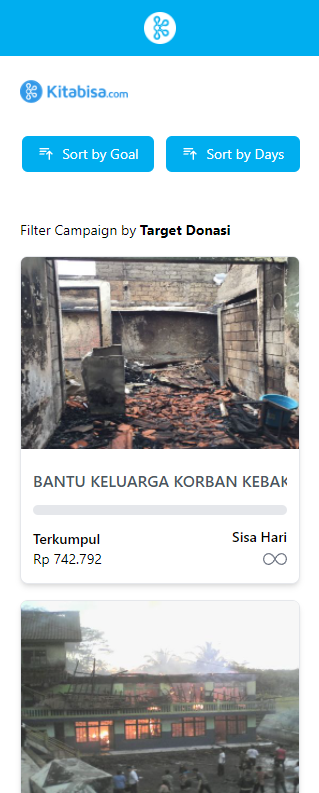 Kitabisa.com
Sort by Goal
Sort by Days
Filter Campaign by Target Donasi
BANTU KELUARGA KORBAN KEBAK
Terkumpul
Sisa Hari
Rp 742.792